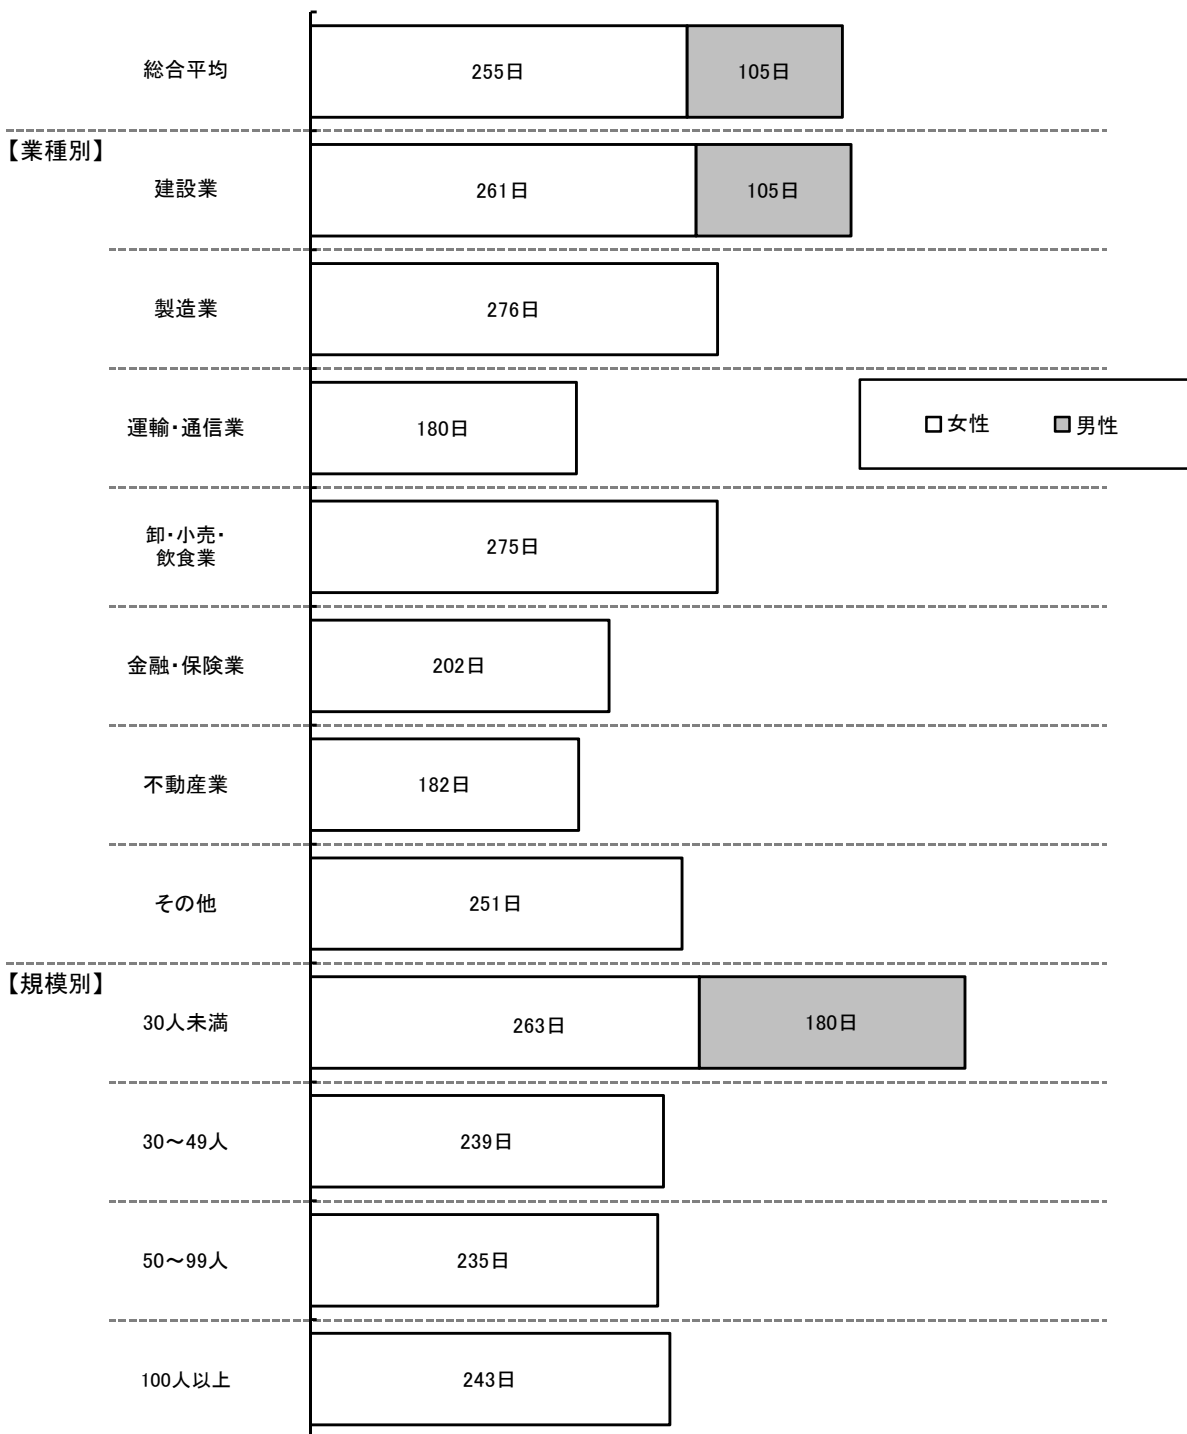 総合平均
255日
105日
【業種別】
建設業
261日
105日
製造業
276日
運輸・通信業
180日
女性
男性
卸・小売・
飲食業
275日
金融・保険業
202日
不動産業
182日
その他
251日
【規模別】
30人未満
263日
180日
30～49人
239日
50～99人
235日
100人以上
243日